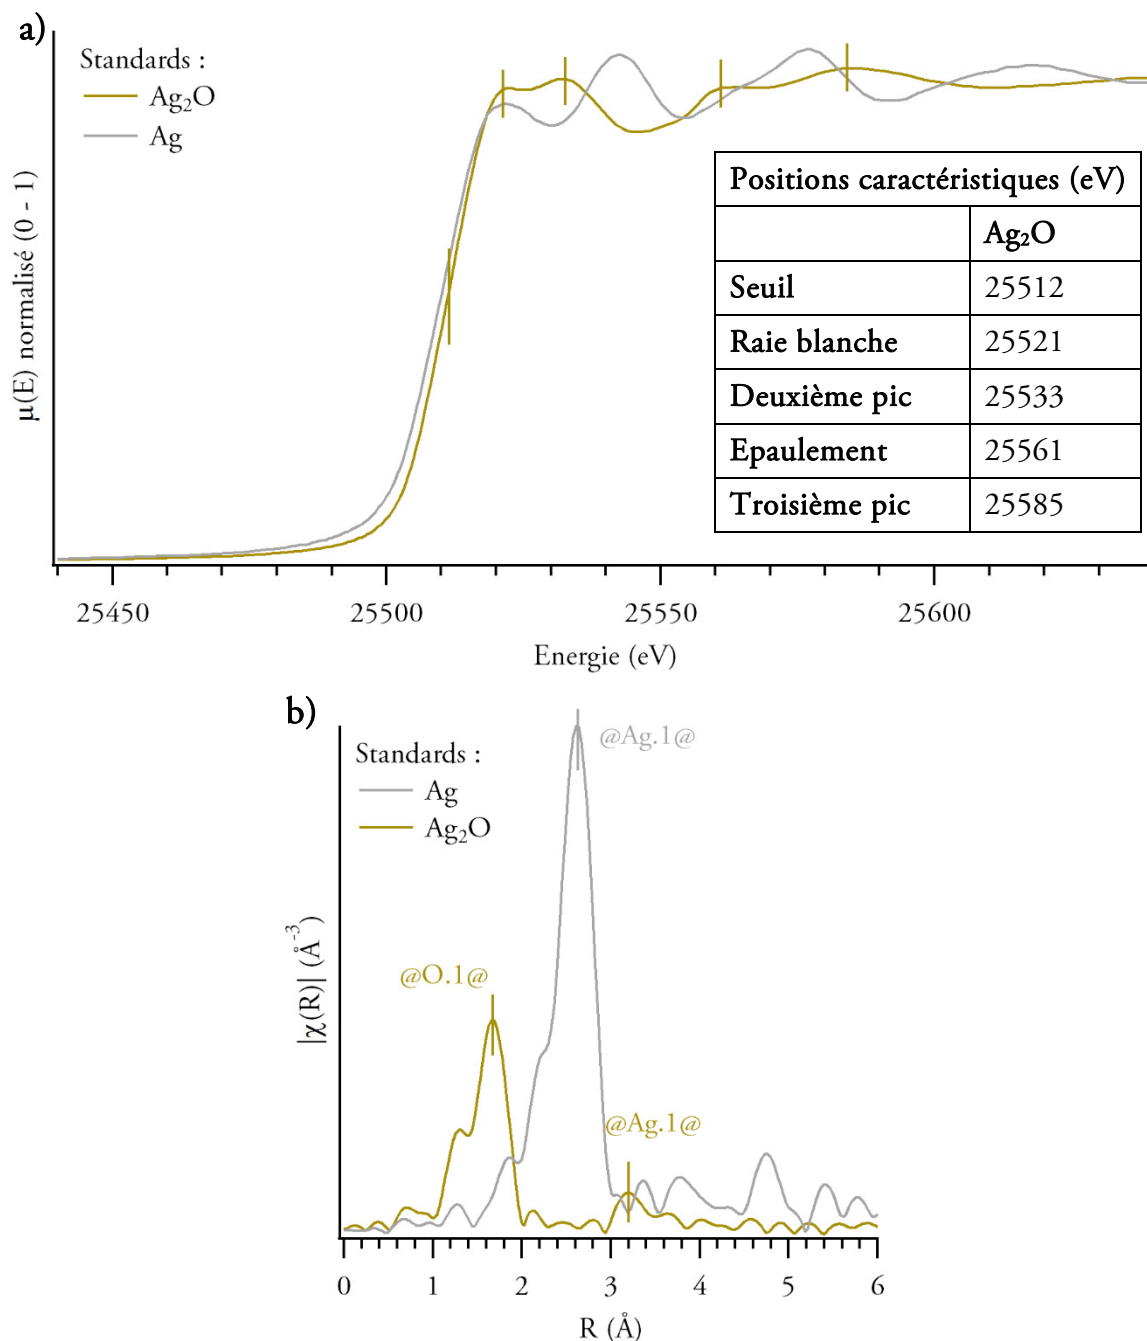 a)
Standards :
Ag₂O
Ag
μ(E) normalisé (0 - 1)
Positions caractéristiques (eV)
Ag₂O
Seuil 25512
Raie blanche 25521
Deuxième pic 25533
Epaulement 25561
Troisième pic 25585
25450 25500 25550 25600
Energie (eV)
b)
Standards :
Ag
Ag₂O
@Ag.1@
@O.1@
@Ag.1@
|χ(R)| (Å⁻³)
0 1 2 3 4 5 6
R (Å)